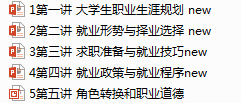 1第一讲 大学生职业生涯规划 new
2第二讲 就业形势与择业选择 new
3第三讲 求职准备与就业技巧new
4第四讲 就业政策与就业程序new
5第五讲 角色转换和职业道德